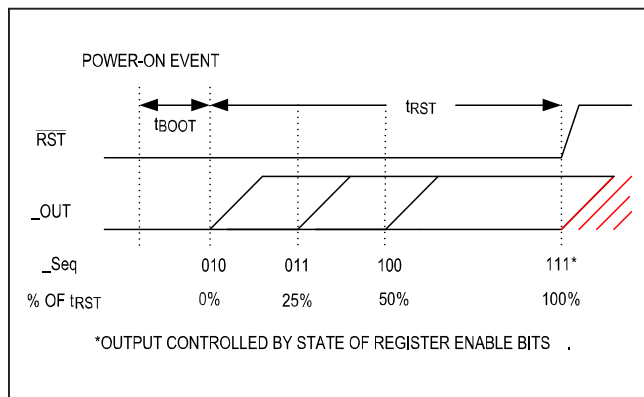 POWER-ON EVENT
tBOOT
tRST
RST
_OUT
_Seq 010 011 100 111*
% OF tRST 0% 25% 50% 100%
*OUTPUT CONTROLLED BY STATE OF REGISTER ENABLE BITS .